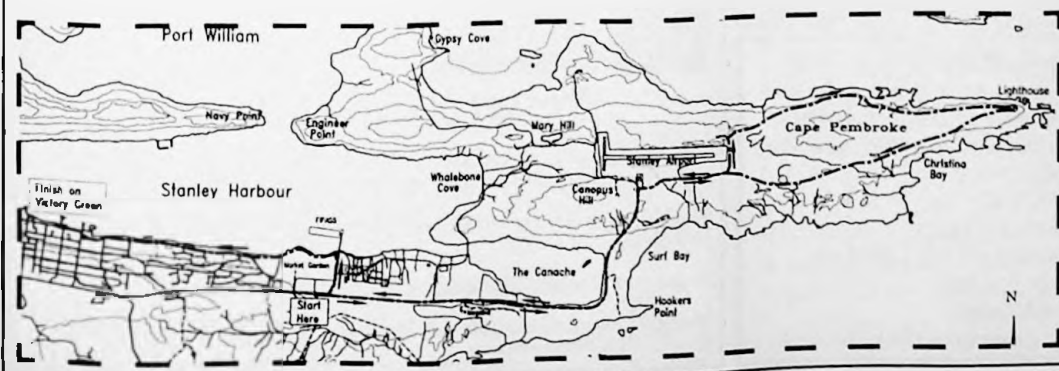 Port William
Gypsy Cove
Lighthouse
Navy Point
Engineer
Point
Mary Hill
Cape Pembroke
Stanley Airport
Christina
Bay
Whalebone
Cove
Stanley Harbour
Canopus
Hill
Finish on
Victory Green
FIPASS
Surf Bay
The Canache
Market Garden
Start
Here
Hookers
Point
N